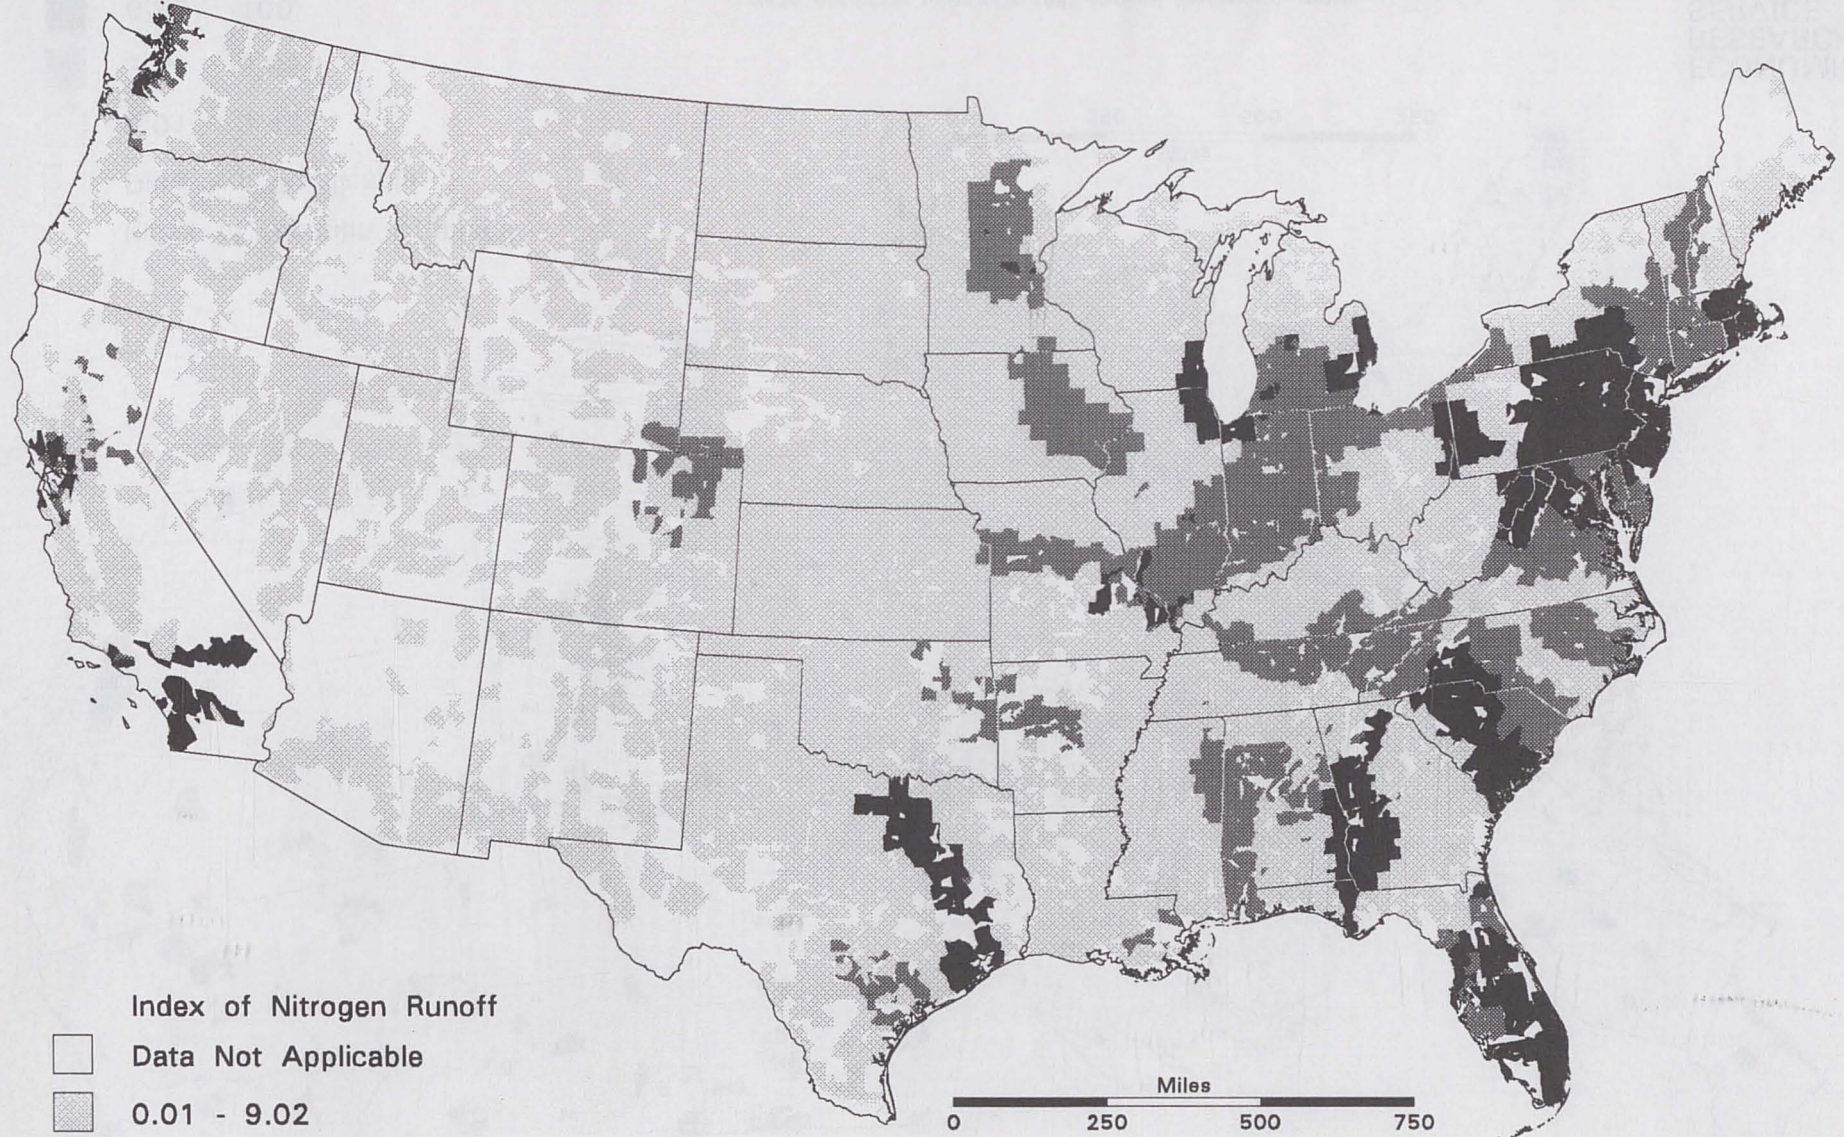 Index of Nitrogen Runoff
Data Not Applicable
0.01 - 9.02
Miles
0 250 500 750